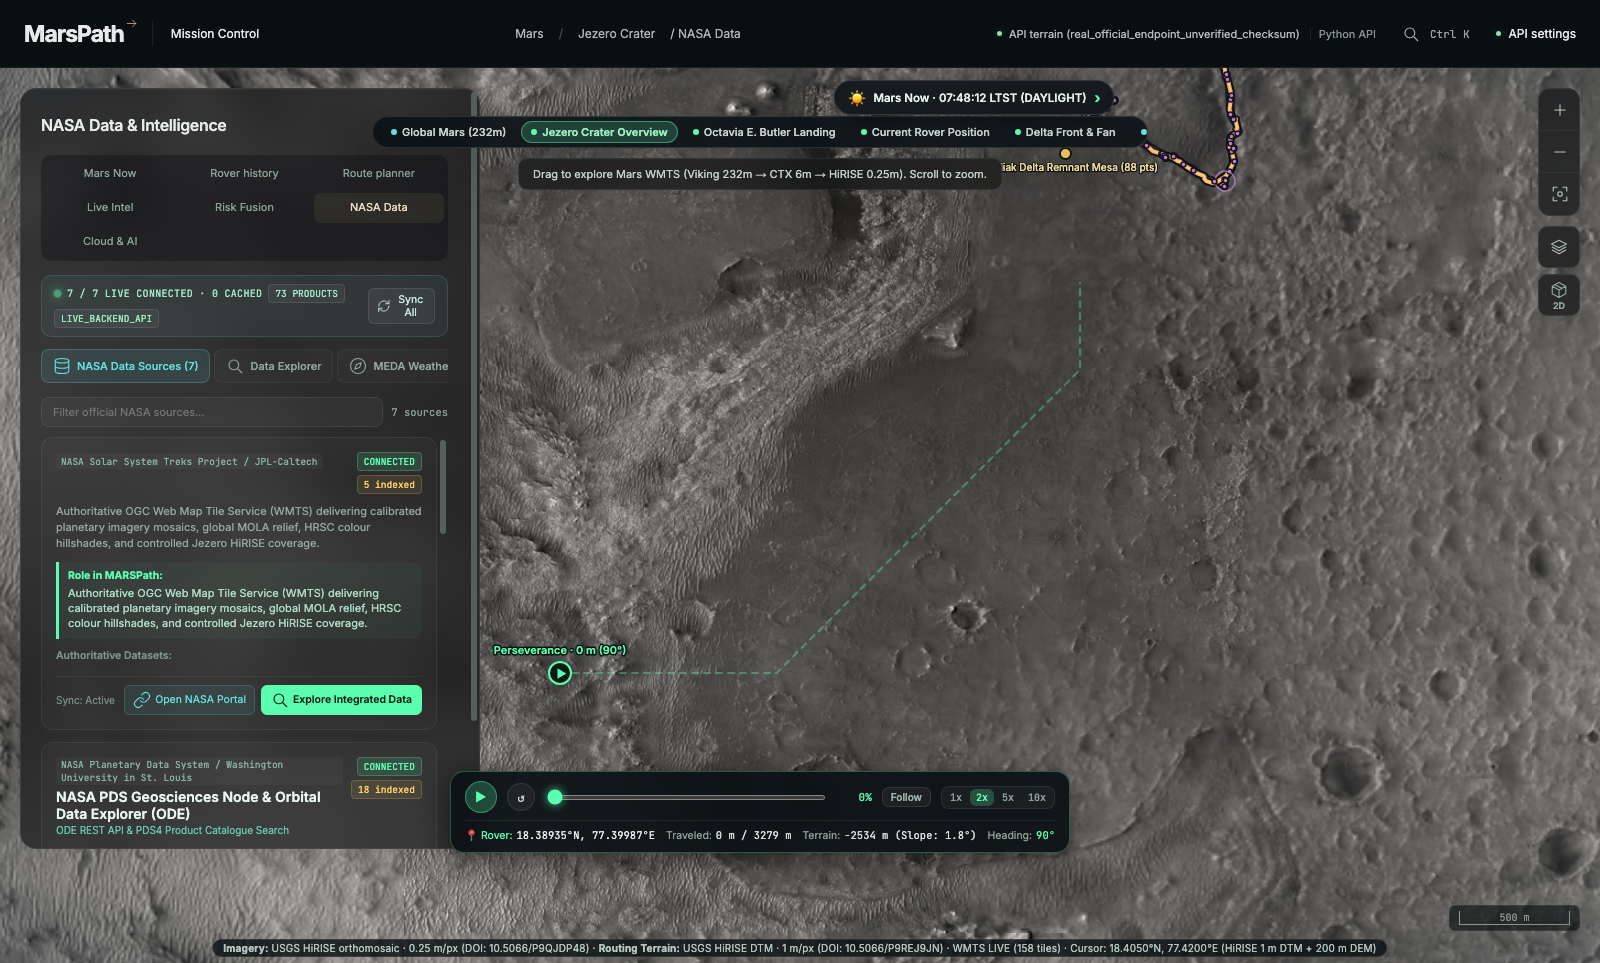 MarsPath→
Mission Control
Mars / Jezero Crater / NASA Data
API terrain (real_official_endpoint_unverified_checksum)
Python API
Ctrl K
API settings
NASA Data & Intelligence
Mars Now
Rover history
Route planner
Live Intel
Risk Fusion
NASA Data
Cloud & AI
7 / 7 LIVE CONNECTED · 0 CACHED
73 PRODUCTS
LIVE_BACKEND_API
Sync
All
NASA Data Sources (7)
Data Explorer
MEDA Weathe
Filter official NASA sources...
7 sources
NASA Solar System Treks Project / JPL-Caltech
CONNECTED
5 indexed
Authoritative OGC Web Map Tile Service (WMTS) delivering calibrated
planetary imagery mosaics, global MOLA relief, HRSC colour
hillshades, and controlled Jezero HiRISE coverage.
Role in MARSPath:
Authoritative OGC Web Map Tile Service (WMTS) delivering
calibrated planetary imagery mosaics, global MOLA relief, HRSC
colour hillshades, and controlled Jezero HiRISE coverage.
Authoritative Datasets:
Sync: Active
Open NASA Portal
Explore Integrated Data
NASA Planetary Data System / Washington
University in St. Louis
CONNECTED
18 indexed
NASA PDS Geosciences Node & Orbital
Data Explorer (ODE)
ODE REST API & PDS4 Product Catalogue Search
Mars Now · 07:48:12 LTST (DAYLIGHT) ›
Global Mars (232m)
Jezero Crater Overview
Octavia E. Butler Landing
Current Rover Position
Delta Front & Fan
Drag to explore Mars WMTS (Viking 232m → CTX 6m → HiRISE 0.25m). Scroll to zoom.
iak Delta Remnant Mesa (88 pts)
2D
Perseverance · 0 m (90°)
0%
Follow
1x
2x
5x
10x
Rover: 18.38935°N, 77.39987°E
Traveled: 0 m / 3279 m
Terrain: -2534 m (Slope: 1.8°)
Heading: 90°
500 m
Imagery: USGS HiRISE orthomosaic · 0.25 m/px (DOI: 10.5066/P9QJDP48) · Routing Terrain: USGS HiRISE DTM · 1 m/px (DOI: 10.5066/P9REJ9JN) · WMTS LIVE (158 tiles) · Cursor: 18.4050°N, 77.4200°E (HiRISE 1 m DTM + 200 m DEM)